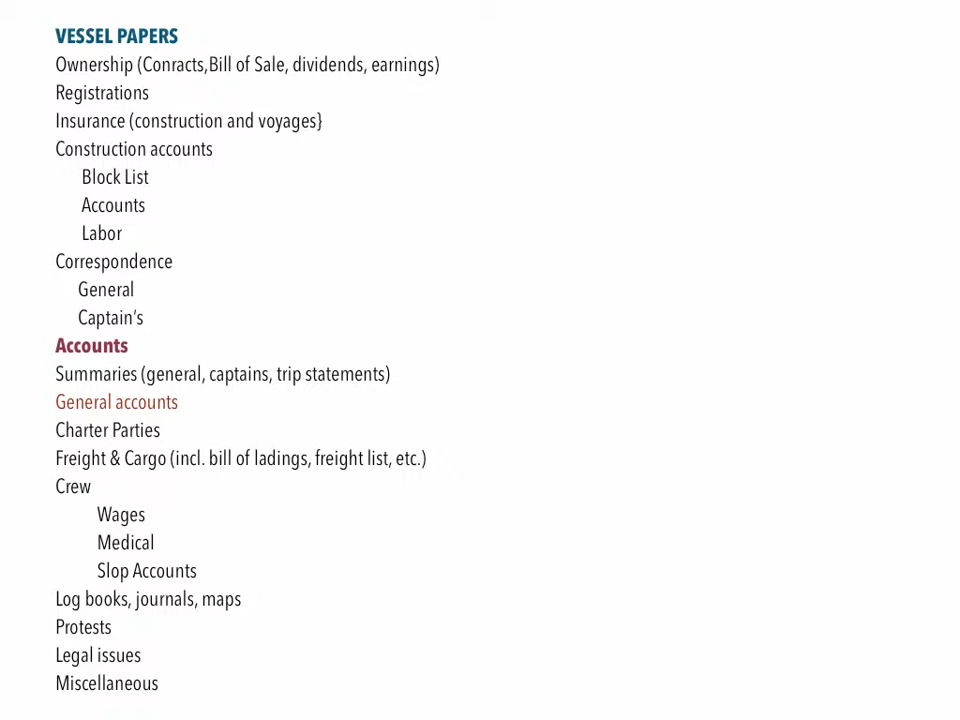 VESSEL PAPERS
Ownership (Conracts,Bill of Sale, dividends, earnings)
Registrations
Insurance (construction and voyages}
Construction accounts
Block List
Accounts
Labor
Correspondence
General
Captain's
Accounts
Summaries (general, captains, trip statements)
General accounts
Charter Parties
Freight & Cargo (incl. bill of ladings, freight list, etc.)
Crew
Wages
Medical
Slop Accounts
Log books, journals, maps
Protests
Legal issues
Miscellaneous